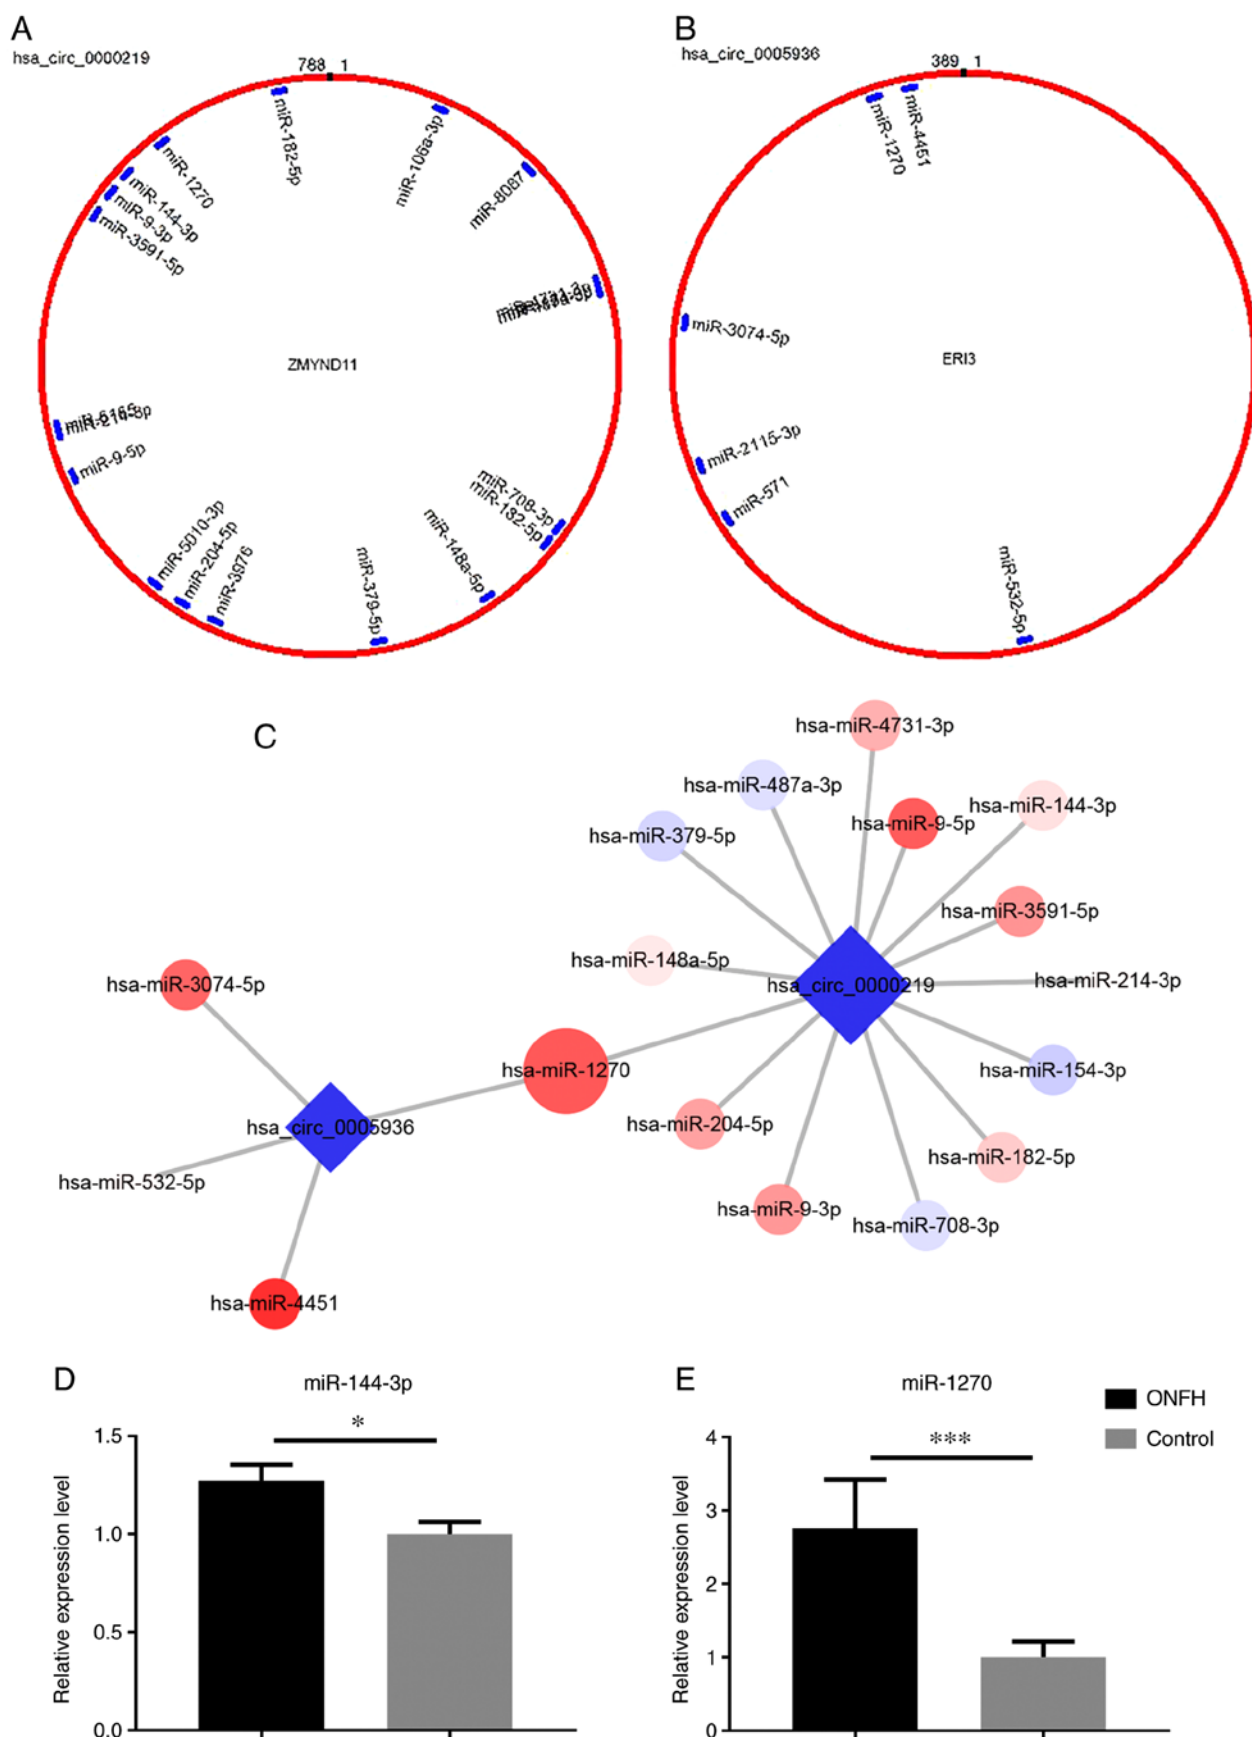 A
hsa_circ_0000219
788 1
miR-182-5p
miR-106a-3p
miR-8087
miR-1270
miR-144-3p
miR-9-3p
miR-3591-5p
ZMYND11
miR-9-5p
miR-5010-3p
miR-204-5p
miR-3976
miR-379-5p
miR-148a-5p
miR-708-3p
miR-182-5p
B
hsa_circ_0005936
389 1
miR-4451
miR-1270
miR-3074-5p
ERI3
miR-2115-3p
miR-571
miR-532-5p
C
hsa-miR-4731-3p
hsa-miR-487a-3p
hsa-miR-144-3p
hsa-miR-9-5p
hsa-miR-379-5p
hsa-miR-3591-5p
hsa-miR-148a-5p
hsa-miR-3074-5p
hsa_circ_0000219
hsa-miR-214-3p
hsa-miR-1270
hsa-miR-154-3p
hsa_circ_0005936
hsa-miR-204-5p
hsa-miR-182-5p
hsa-miR-532-5p
hsa-miR-9-3p
hsa-miR-708-3p
hsa-miR-4451
D
miR-144-3p
*
Relative expression level
1.5
1.0
0.5
0.0
E
miR-1270
***
Relative expression level
4
3
2
1
0
ONFH
Control